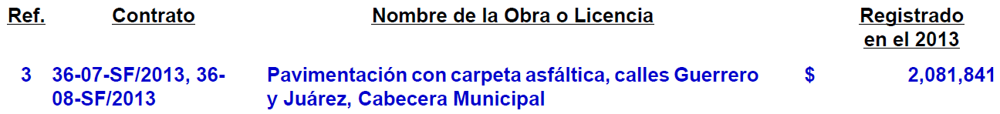 Ref. Contrato Nombre de la Obra o Licencia Registrado
en el 2013
3 36-07-SF/2013, 36- Pavimentación con carpeta asfáltica, calles Guerrero $ 2,081,841
08-SF/2013 y Juárez, Cabecera Municipal